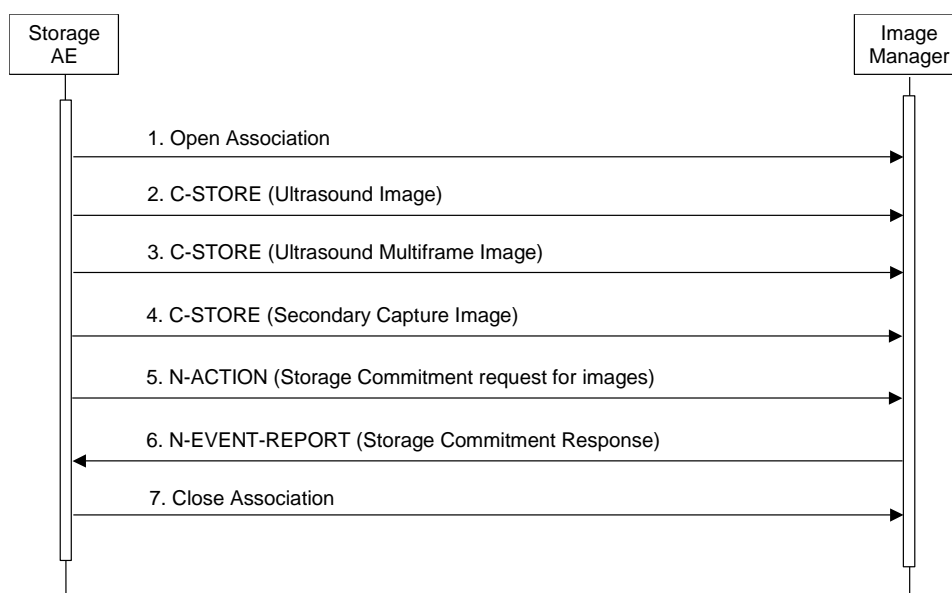 Storage
AE
Image
Manager
1. Open Association
2. C-STORE (Ultrasound Image)
3. C-STORE (Ultrasound Multiframe Image)
4. C-STORE (Secondary Capture Image)
5. N-ACTION (Storage Commitment request for images)
6. N-EVENT-REPORT (Storage Commitment Response)
7. Close Association